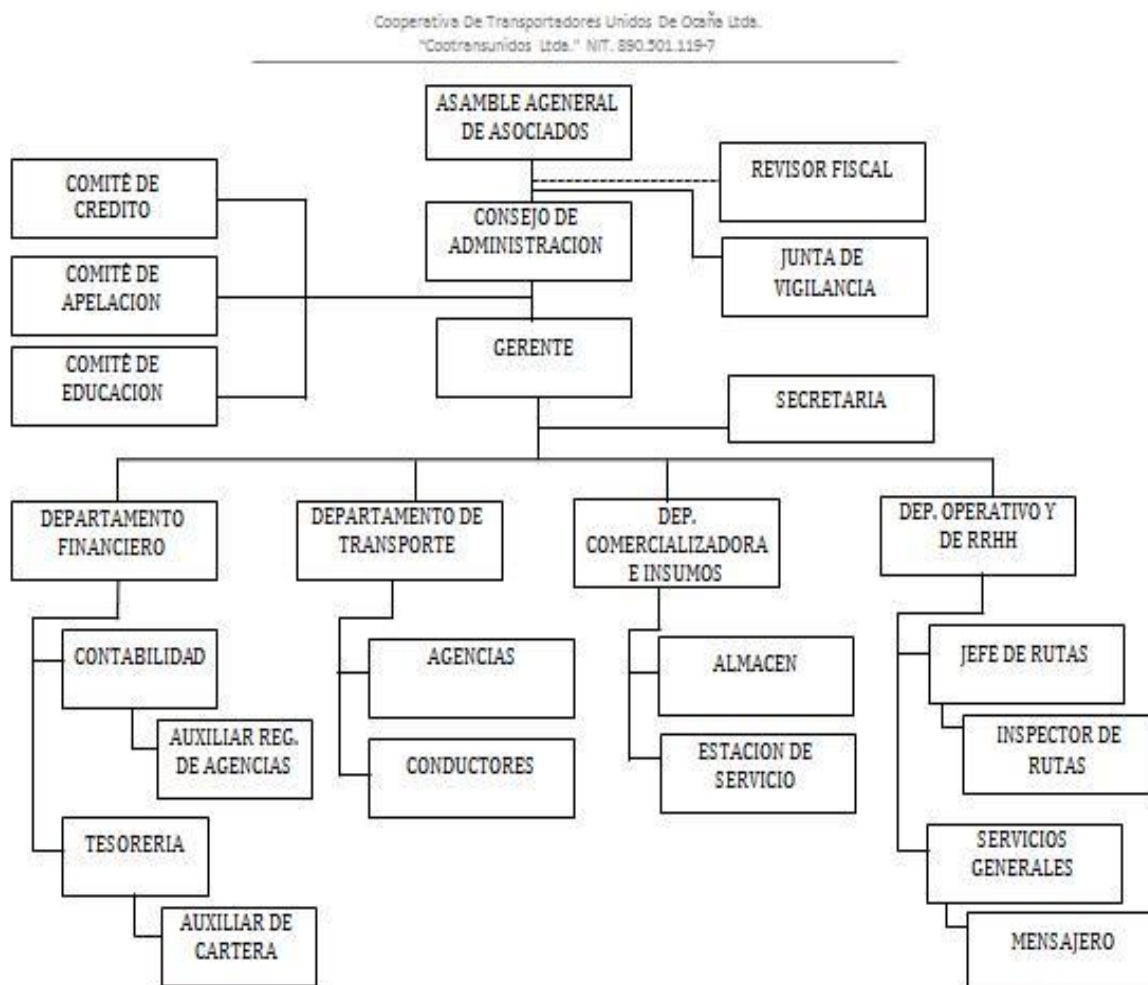 Cooperativa De Transportadores Unidos De Ocaña Ltda.
"Cootransunidos Ltda." NIT. 890.501.119-7
ASAMBLE AGENERAL
DE ASOCIADOS
REVISOR FISCAL
COMITÉ DE
CREDITO
CONSEJO DE
ADMINISTRACION
JUNTA DE
VIGILANCIA
COMITÉ DE
APELACION
GERENTE
COMITÉ DE
EDUCACION
SECRETARIA
DEPARTAMENTO
FINANCIERO
DEPARTAMENTO DE
TRANSPORTE
DEP.
COMERCIALIZADORA
E INSUMOS
DEP. OPERATIVO Y
DE RRHH
CONTABILIDAD
AGENCIAS
ALMACEN
JEFE DE RUTAS
AUXILIAR REG.
DE AGENCIAS
CONDUCTORES
ESTACION DE
SERVICIO
INSPECTOR DE
RUTAS
TESORERIA
SERVICIOS
GENERALES
AUXILIAR DE
CARTERA
MENSAJERO